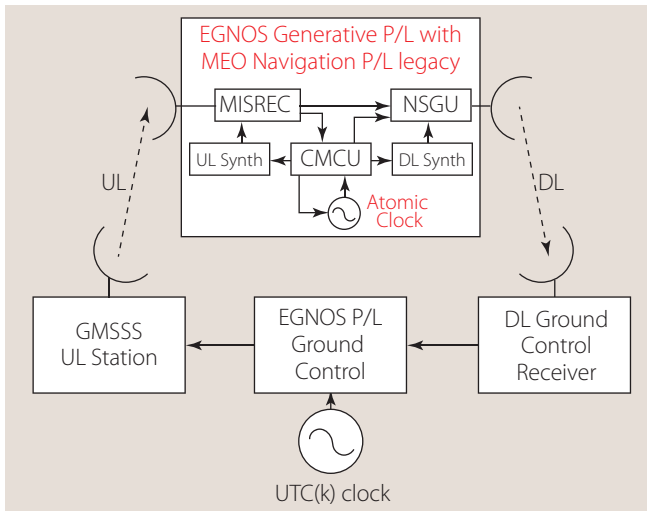 EGNOS Generative P/L with
MEO Navigation P/L legacy
MISREC
NSGU
UL Synth
CMCU
DL Synth
Atomic
Clock
UL
DL
GMSSS
UL Station
EGNOS P/L
Ground
Control
DL Ground
Control
Receiver
UTC(k) clock